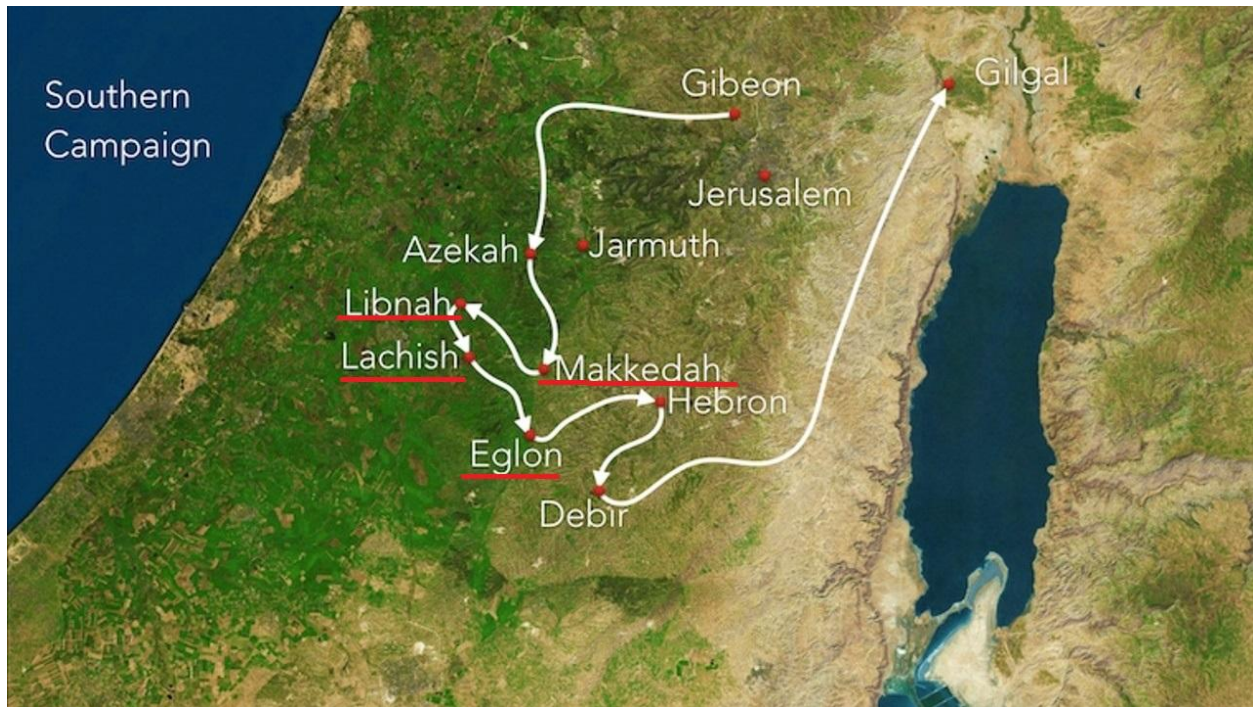 Southern
Campaign
Gibeon
Gilgal
Jerusalem
Azekah
Jarmuth
Libnah
Lachish
Makkedah
Hebron
Eglon
Debir